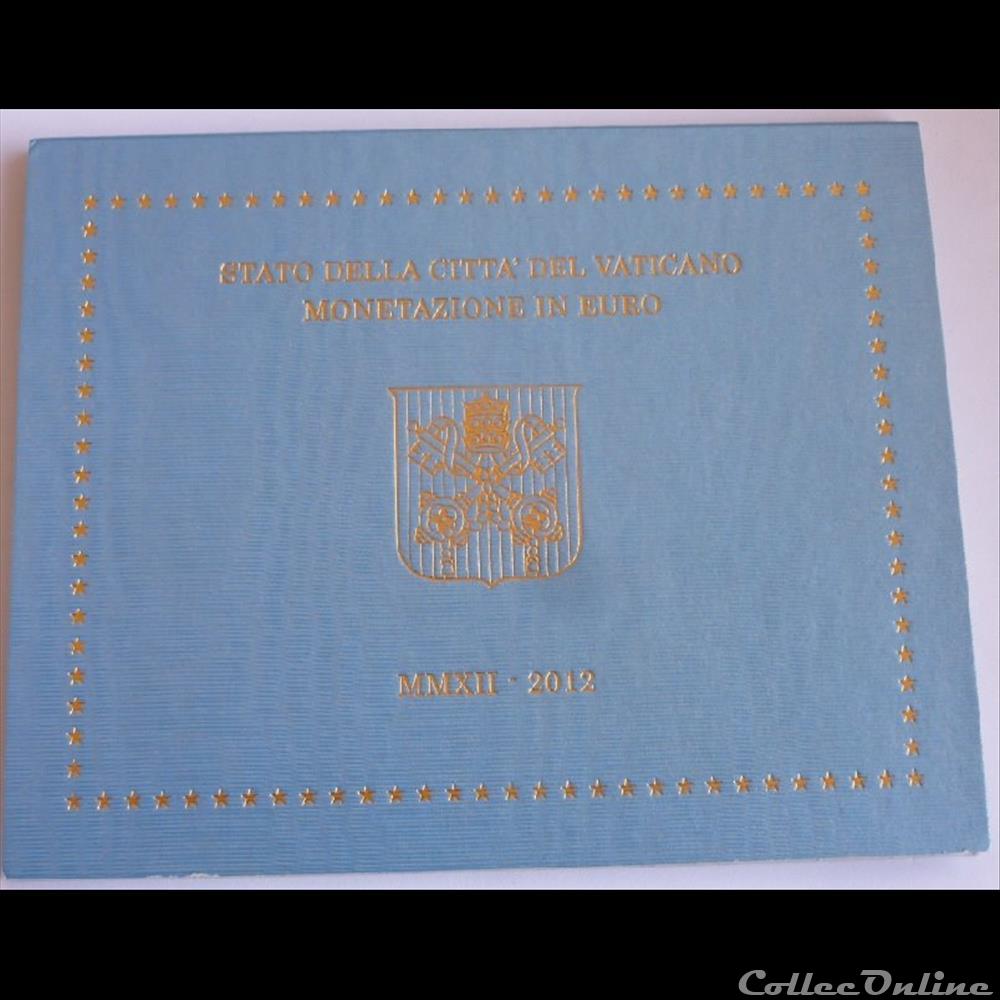 STATO DELLA CITTA' DEL VATICANO
MONETAZIONE IN EURO
MMXII - 2012
CollecOnline